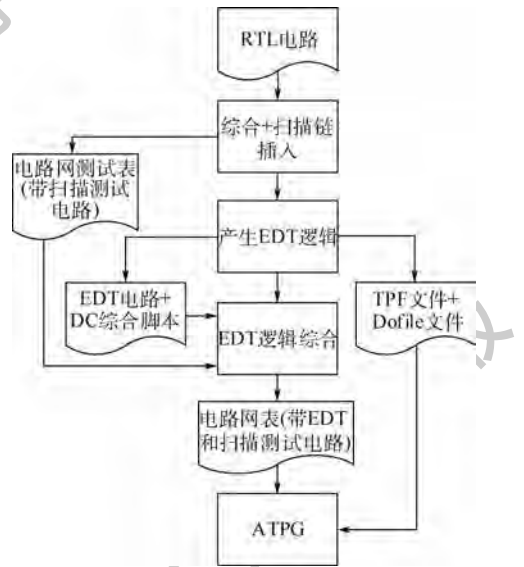 RTL电路
综合+扫描链
插入
电路网测试表
(带扫描测试
电路)
产生EDT逻辑
EDT电路+
DC综合脚本
TPF文件+
Dofile文件
EDT逻辑综合
电路网表(带EDT
和扫描测试电路)
ATPG